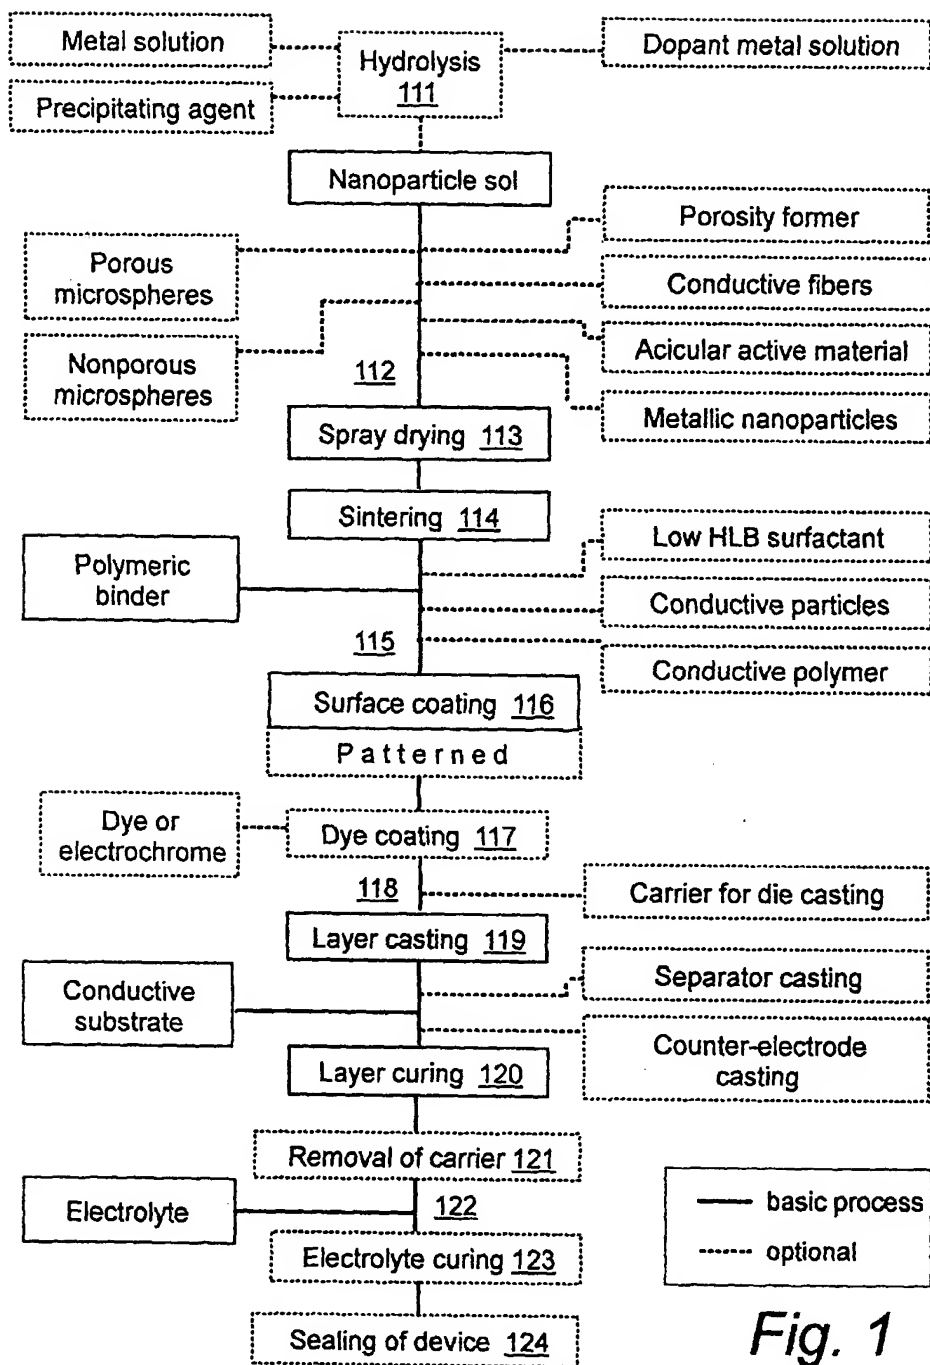 Metal solution
Hydrolysis
111
Dopant metal solution
Precipitating agent
Nanoparticle sol
Porosity former
Porous
microspheres
Conductive fibers
Nonporous
microspheres
Acicular active material
112
Metallic nanoparticles
Spray drying 113
Sintering 114
Low HLB surfactant
Polymeric
binder
Conductive particles
115
Conductive polymer
Surface coating 116
Patterned
Dye or
electrochrome
Dye coating 117
118
Carrier for die casting
Layer casting 119
Separator casting
Conductive
substrate
Counter-electrode
casting
Layer curing 120
Removal of carrier 121
Electrolyte
122
basic process
Electrolyte curing 123
optional
Sealing of device 124
Fig. 1